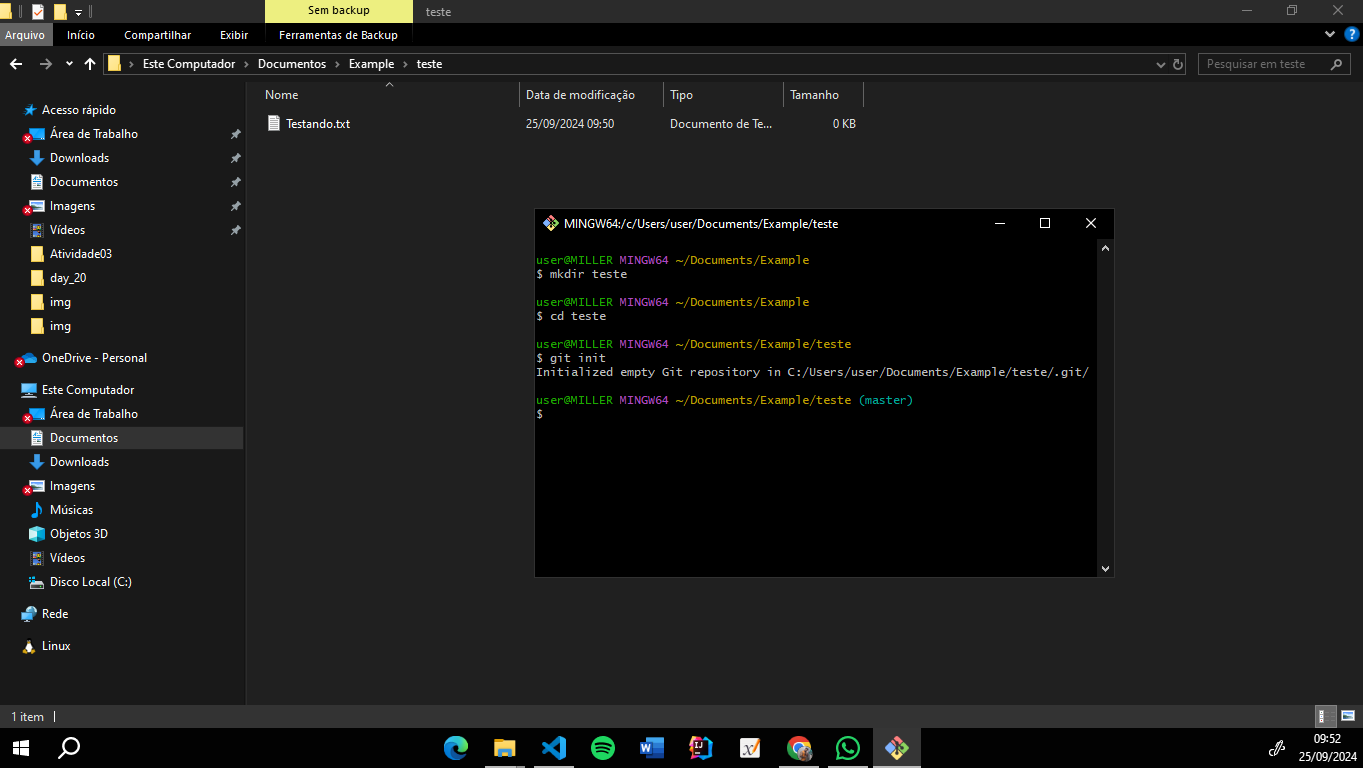 Sem backup
teste
Arquivo
Início
Compartilhar
Exibir
Ferramentas de Backup
Este Computador
Documentos
Example
teste
Pesquisar em teste
Nome
Data de modificação
Tipo
Tamanho
Testando.txt
25/09/2024 09:50
Documento de Te...
0 KB
Acesso rápido
Área de Trabalho
Downloads
Documentos
Imagens
Vídeos
Atividade03
day_20
img
img
OneDrive - Personal
Este Computador
Área de Trabalho
Documentos
Downloads
Imagens
Músicas
Objetos 3D
Vídeos
Disco Local (C:)
Rede
Linux
MINGW64:/c/Users/user/Documents/Example/teste
user@MILLER MINGW64 ~/Documents/Example
$ mkdir teste
user@MILLER MINGW64 ~/Documents/Example
$ cd teste
user@MILLER MINGW64 ~/Documents/Example/teste
$ git init
Initialized empty Git repository in C:/Users/user/Documents/Example/teste/.git/
user@MILLER MINGW64 ~/Documents/Example/teste (master)
$
1 item
09:52
25/09/2024